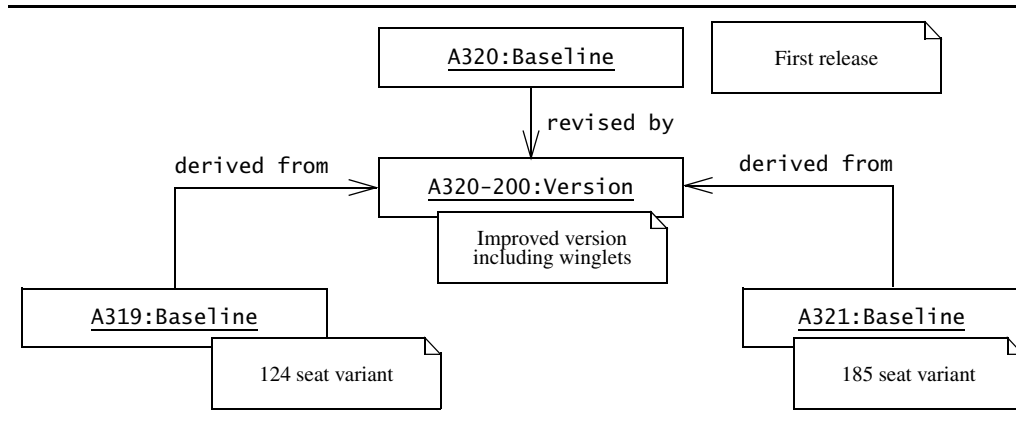 A320:Baseline
First release
revised by
derived from
derived from
A320-200:Version
Improved version
including winglets
A319:Baseline
A321:Baseline
124 seat variant
185 seat variant